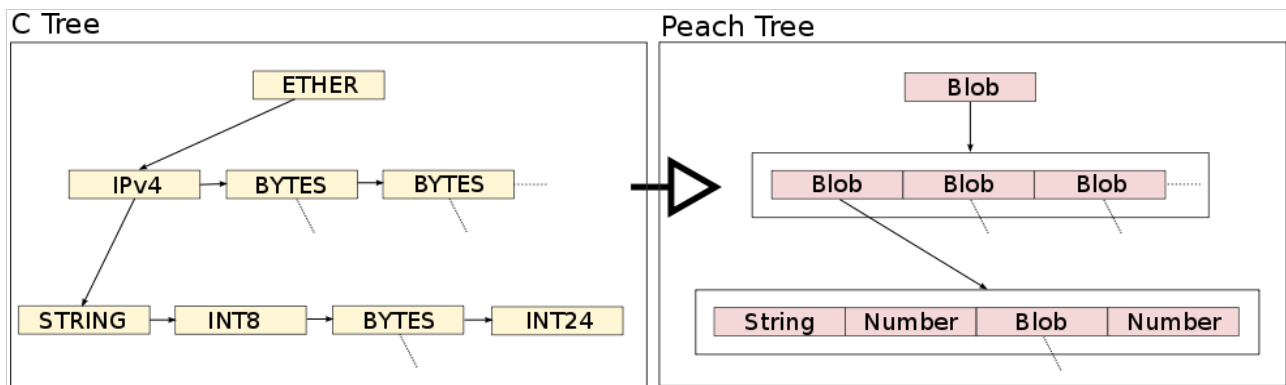 C Tree
ETHER
IPv4
BYTES
BYTES
STRING
INT8
BYTES
INT24
Peach Tree
Blob
Blob
Blob
Blob
String
Number
Blob
Number